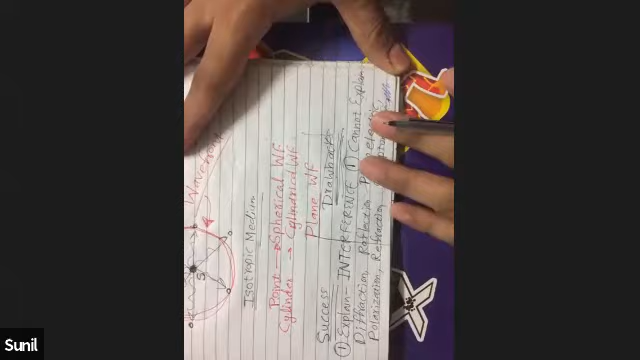 Wavefront
S
Isotropic Medium
Point → Spherical WF
Cylinder → Cylindrical WF
Plane WF
Success
Drawback
① Explain - INTERFERENCE
① Cannot Explain
Diffraction, Reflection
Polarization, Refraction
Sunil